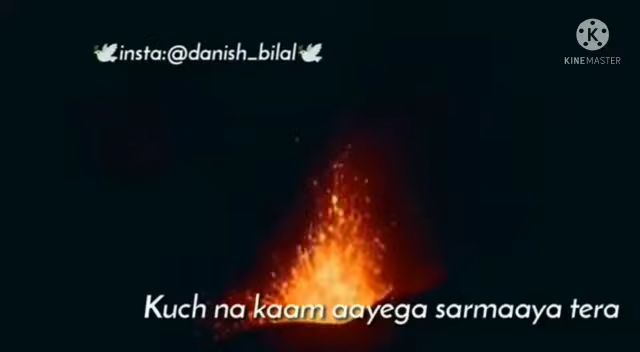 🕊insta:@danish_bilal🕊
K
KINEMASTER
Kuch na kaam aayega sarmaaya tera